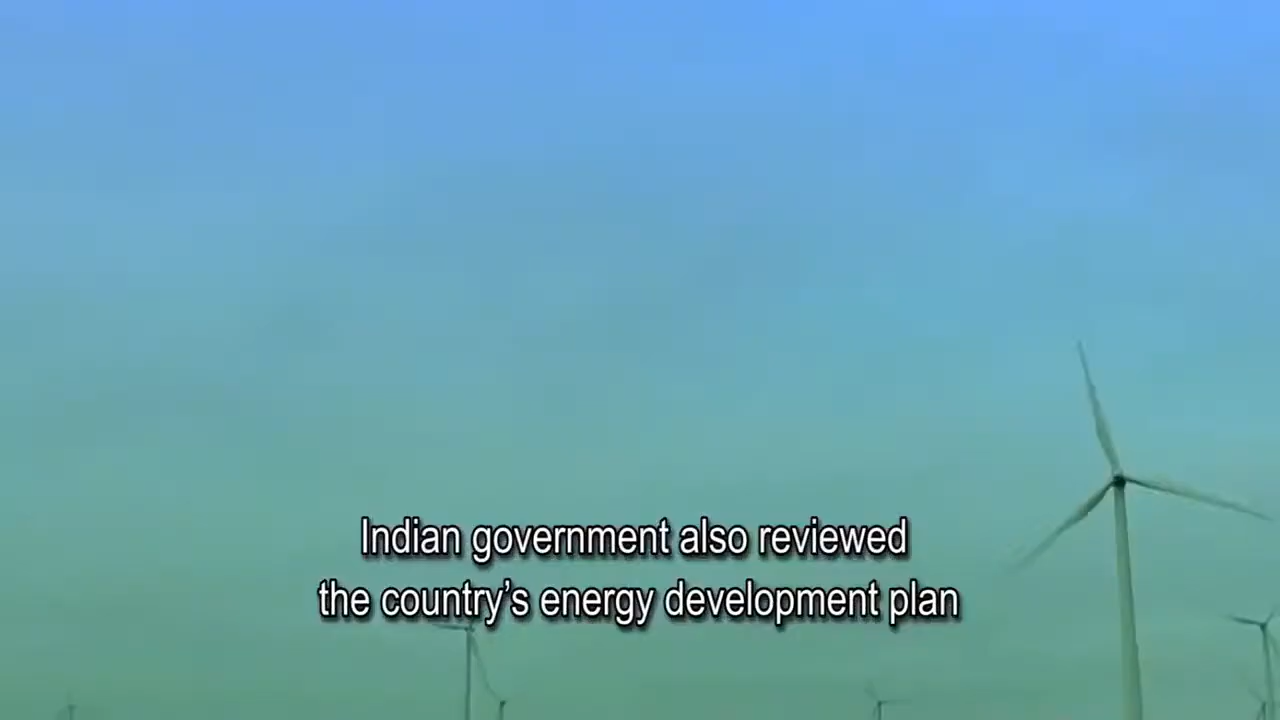 Indian government also reviewed
the country’s energy development plan